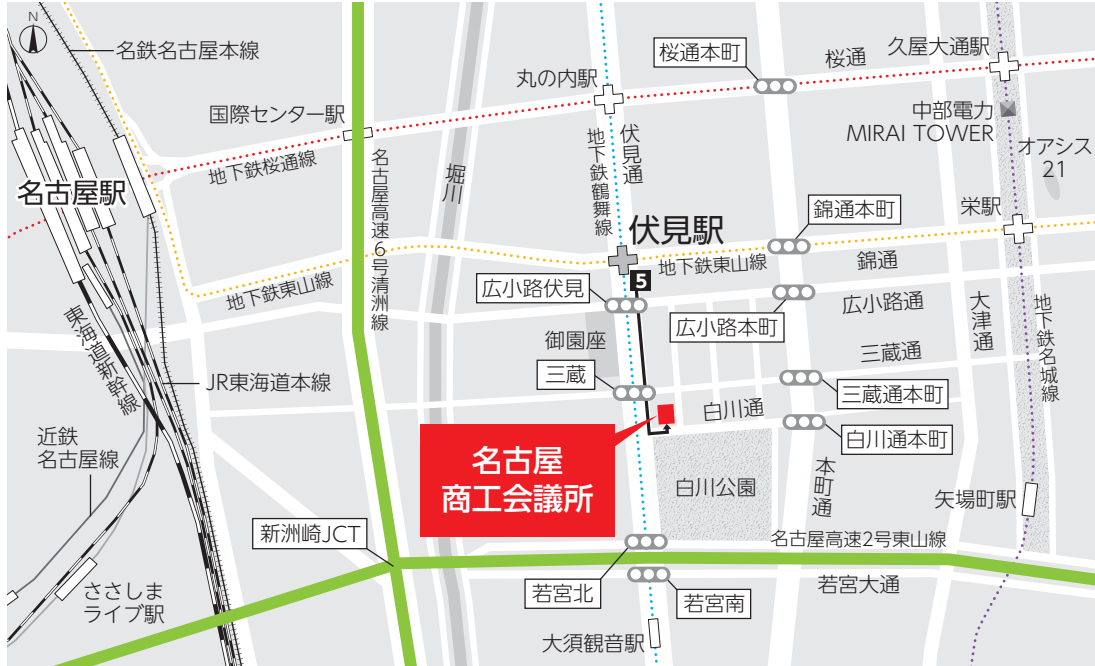 N
名鉄名古屋本線
桜通本町
久屋大通駅
桜通
丸の内駅
国際センター駅
中部電力
MIRAI TOWER
オアシス
21
伏見通
地下鉄鶴舞線
地下鉄桜通線
名古屋高速6号清洲線
堀川
名古屋駅
錦通本町
栄駅
伏見駅
地下鉄東山線
錦通
5
地下鉄東山線
広小路伏見
広小路通
大津通
地下鉄名城線
東海道新幹線
御園座
広小路本町
三蔵通
JR東海道本線
三蔵
三蔵通本町
白川通
白川通本町
近鉄
名古屋線
名古屋
商工会議所
白川公園
本町通
矢場町駅
新洲崎JCT
名古屋高速2号東山線
ささしま
ライブ駅
若宮北
若宮南
若宮大通
大須観音駅